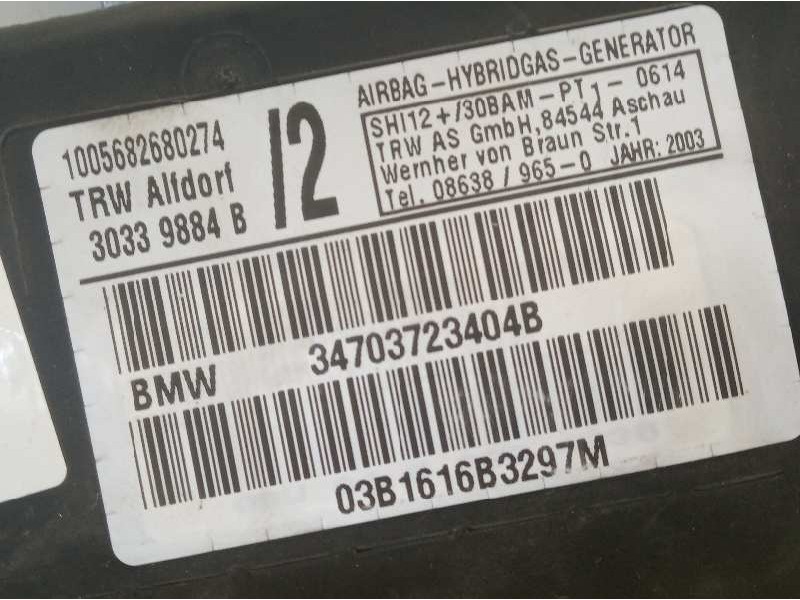 1005682680274
TRW Alfdorf
3033 9884 B
/2
AIRBAG-HYBRIDGAS-GENERATOR
SHI12+/30BAM-PT1-0614
TRW AS GmbH,84544 Aschau
Wernher von Braun Str.1
Tel. 08638 / 965-0 JAHR: 2003
34703723404B
BMW
03B1616B3297M